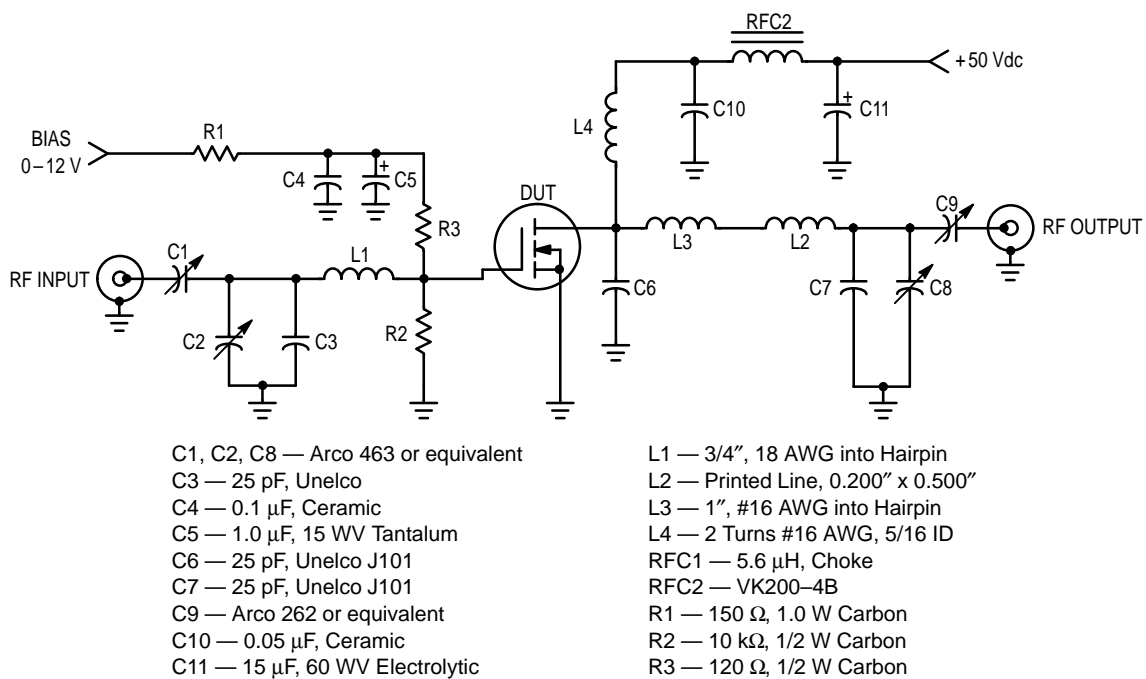 RFC2
+50 Vdc
C10
C11
L4
R1
BIAS
0–12 V
C4
C5
DUT
R3
C9
L3
L2
RF OUTPUT
C1
L1
RF INPUT
C6
C7
C8
C2
C3
R2
C1, C2, C8 — Arco 463 or equivalent
C3 — 25 pF, Unelco
C4 — 0.1 μF, Ceramic
C5 — 1.0 μF, 15 WV Tantalum
C6 — 25 pF, Unelco J101
C7 — 25 pF, Unelco J101
C9 — Arco 262 or equivalent
C10 — 0.05 μF, Ceramic
C11 — 15 μF, 60 WV Electrolytic
L1 — 3/4″, 18 AWG into Hairpin
L2 — Printed Line, 0.200″ x 0.500″
L3 — 1″, #16 AWG into Hairpin
L4 — 2 Turns #16 AWG, 5/16 ID
RFC1 — 5.6 μH, Choke
RFC2 — VK200–4B
R1 — 150 Ω, 1.0 W Carbon
R2 — 10 kΩ, 1/2 W Carbon
R3 — 120 Ω, 1/2 W Carbon